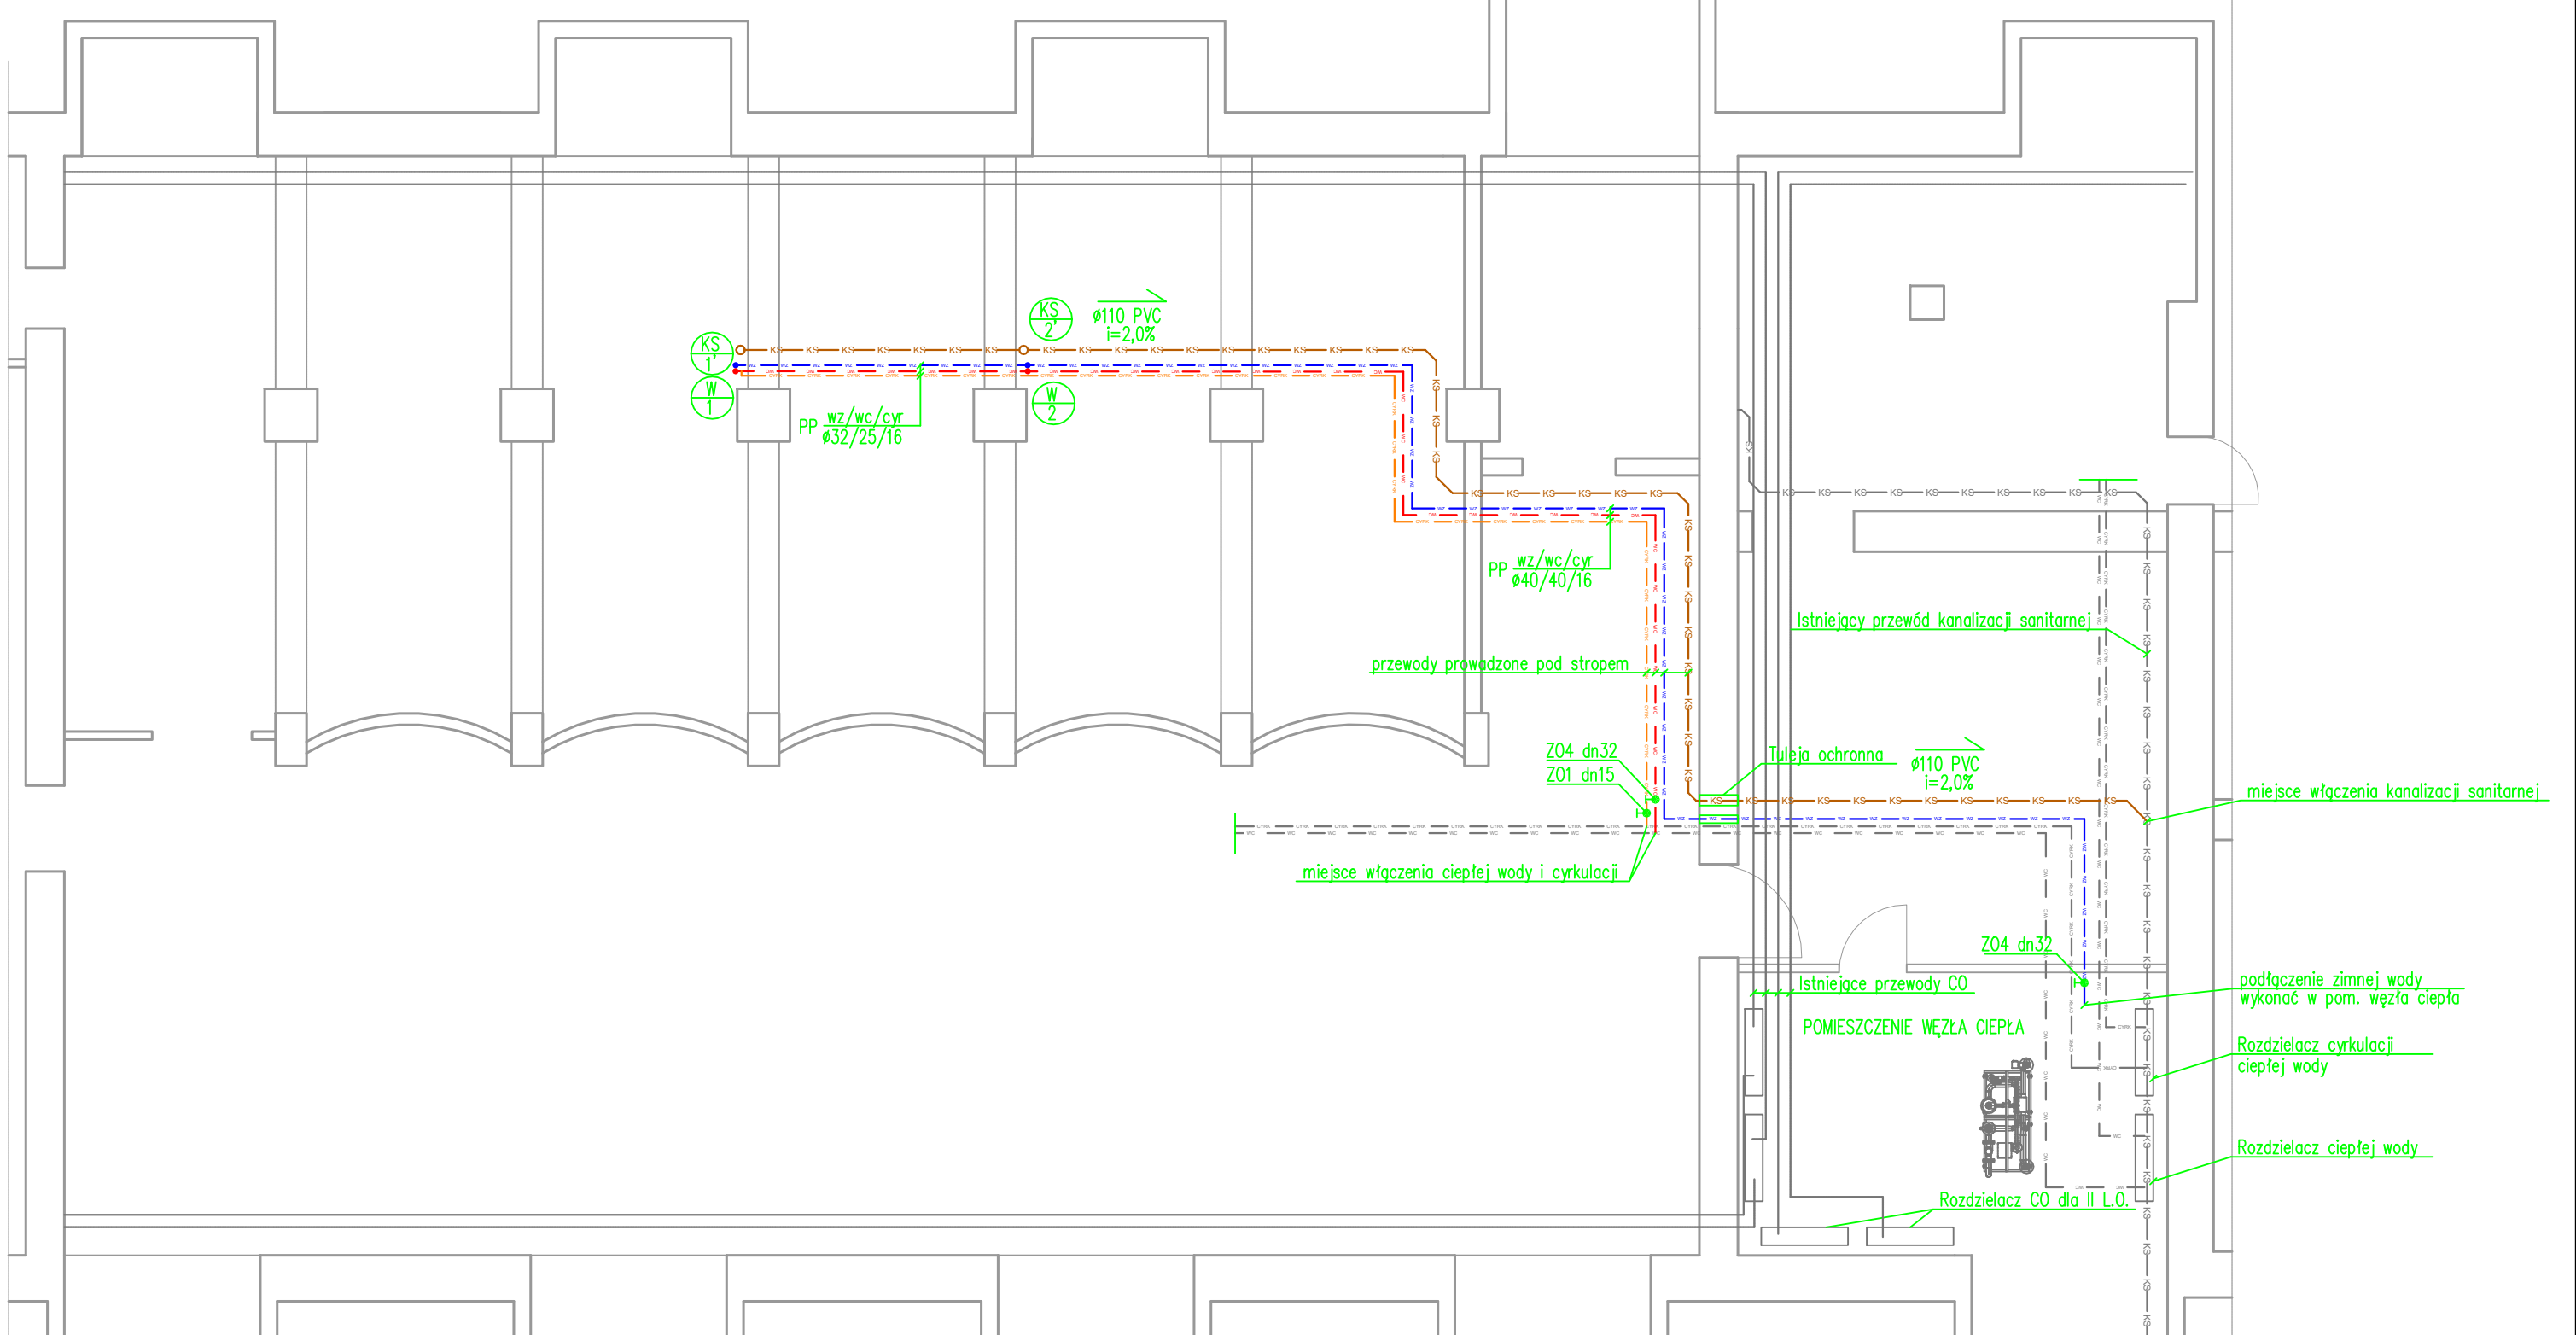 KS
1'
W
1
KS
2'
W
2
ø110 PVC
i=2,0%
PP wz/wc/cyr
ø32/25/16
PP wz/wc/cyr
ø40/40/16
Istniejący przewód kanalizacji sanitarnej
przewody prowadzone pod stropem
ZO4 dn32
ZO1 dn15
Tuleja ochronna
ø110 PVC
i=2,0%
miejsce włączenia kanalizacji sanitarnej
miejsce włączenia ciepłej wody i cyrkulacji
ZO4 dn32
Istniejące przewody CO
podłączenie zimnej wody
wykonać w pom. węzła ciepła
POMIESZCZENIE WĘZŁA CIEPŁA
Rozdzielacz cyrkulacji
ciepłej wody
Rozdzielacz ciepłej wody
Rozdzielacz CO dla II L.O.